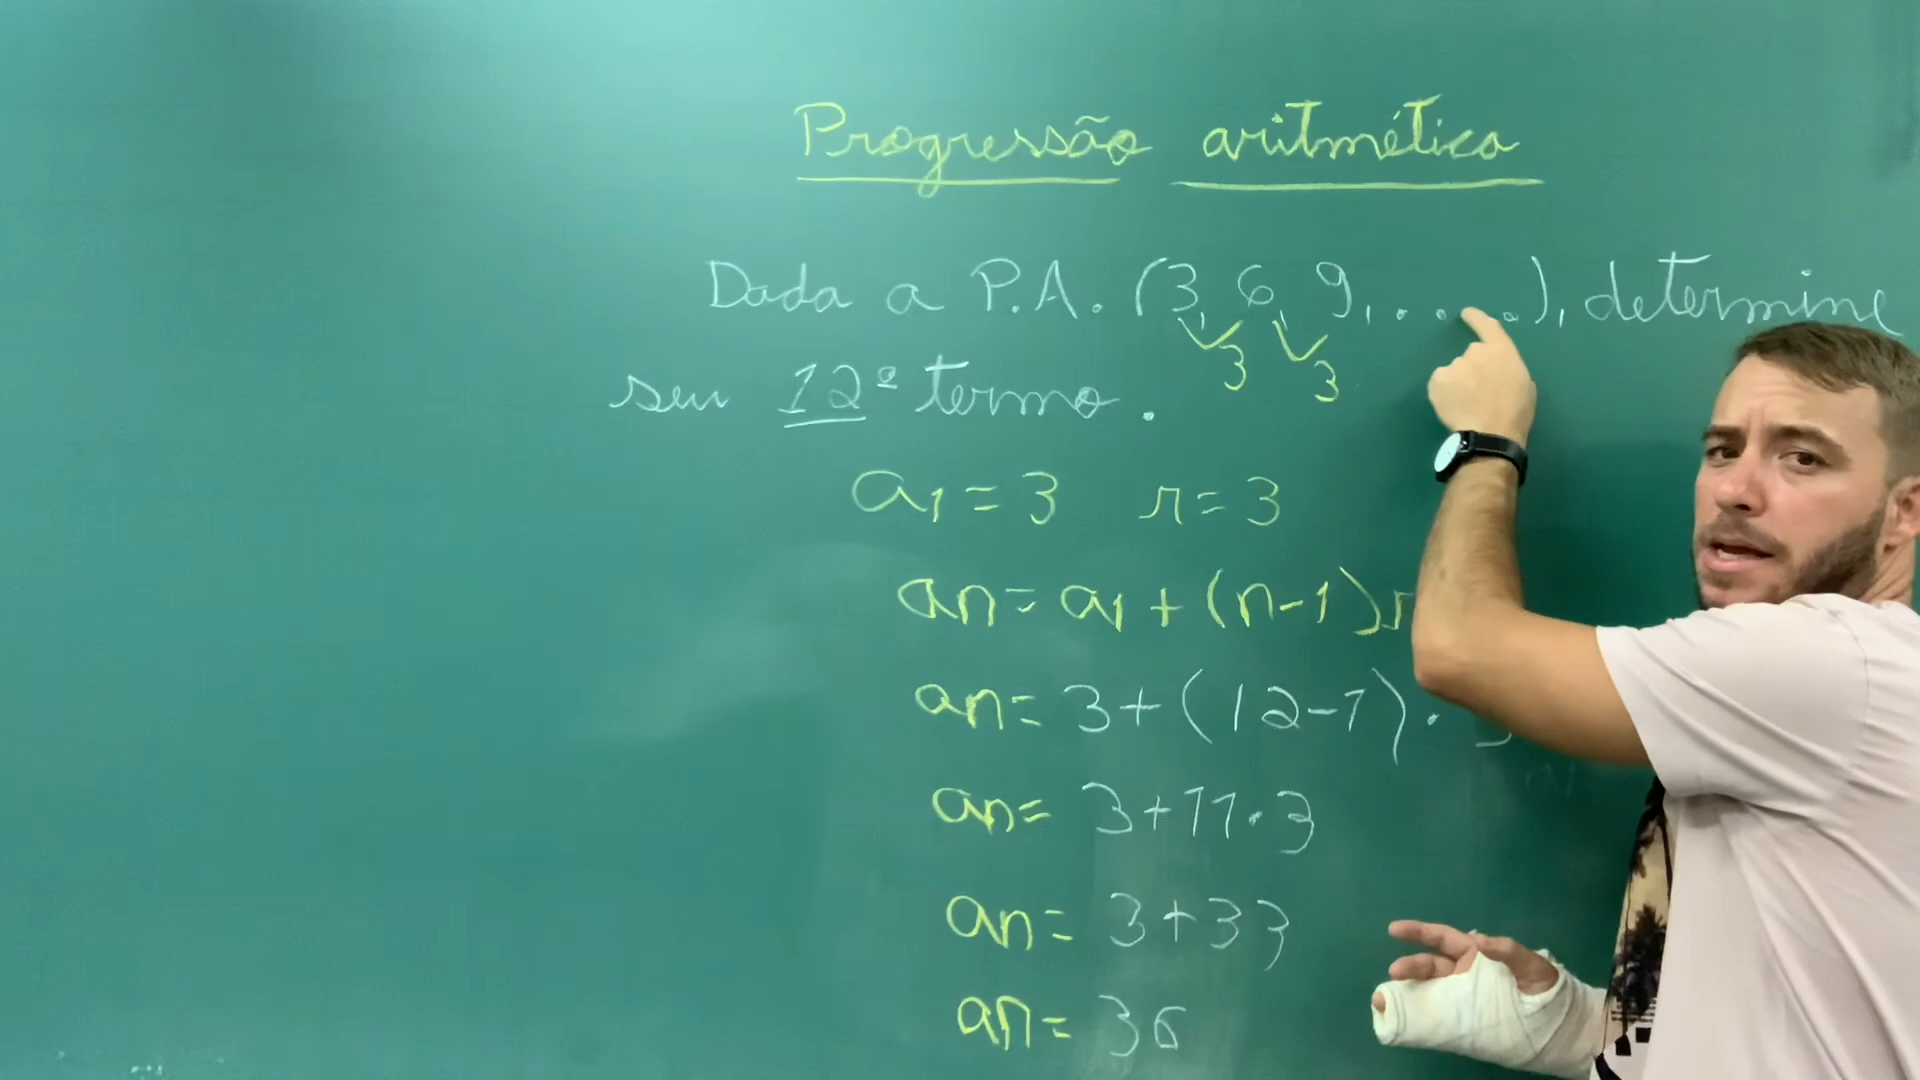 Progressão aritmética
Dada a P.A. (3, 6, 9, .....), determine
3 3
seu 12º termo.
a1 = 3 r = 3
an = a1 + (n-1)r
an = 3 + (12-1) . 3
an = 3 + 11 . 3
an = 3 + 33
an = 36